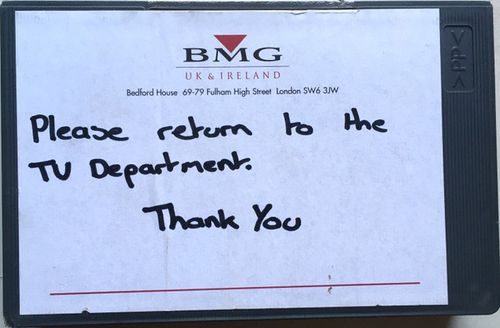 BMG
UK & IRELAND
Bedford House 69-79 Fulham High Street London SW6 3JW
Please return to the
TV Department.
Thank You